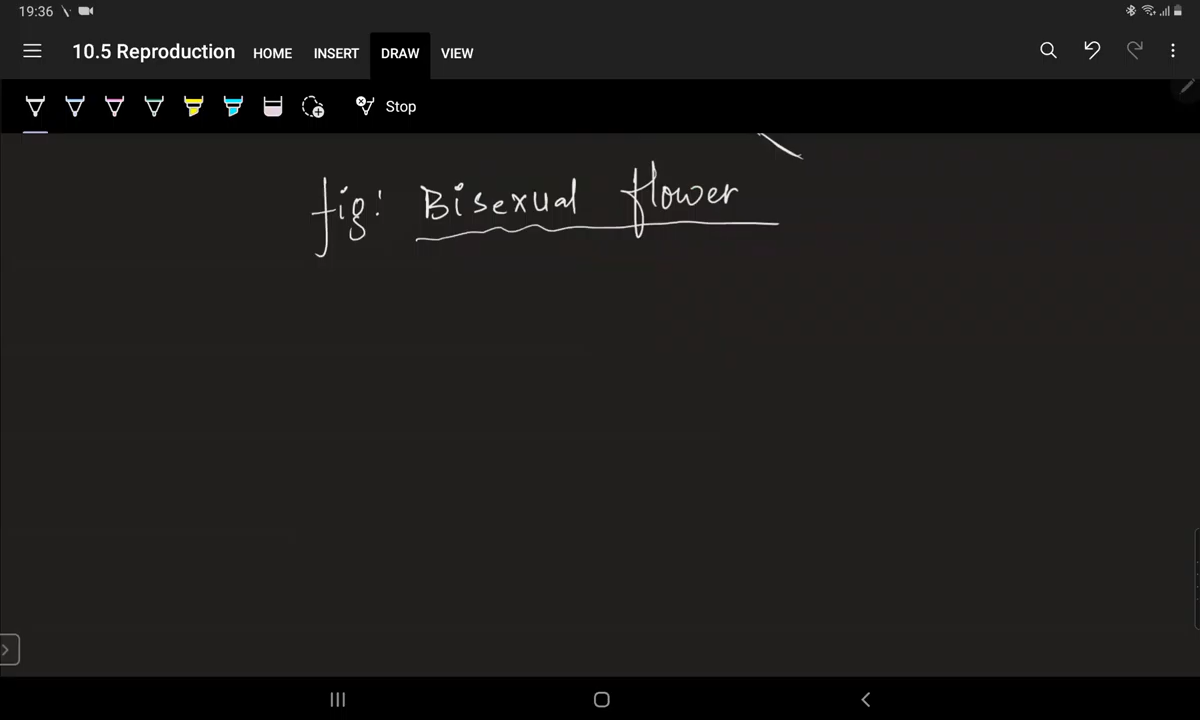 19:36
10.5 Reproduction HOME INSERT DRAW VIEW
Stop
fig: Bisexual flower